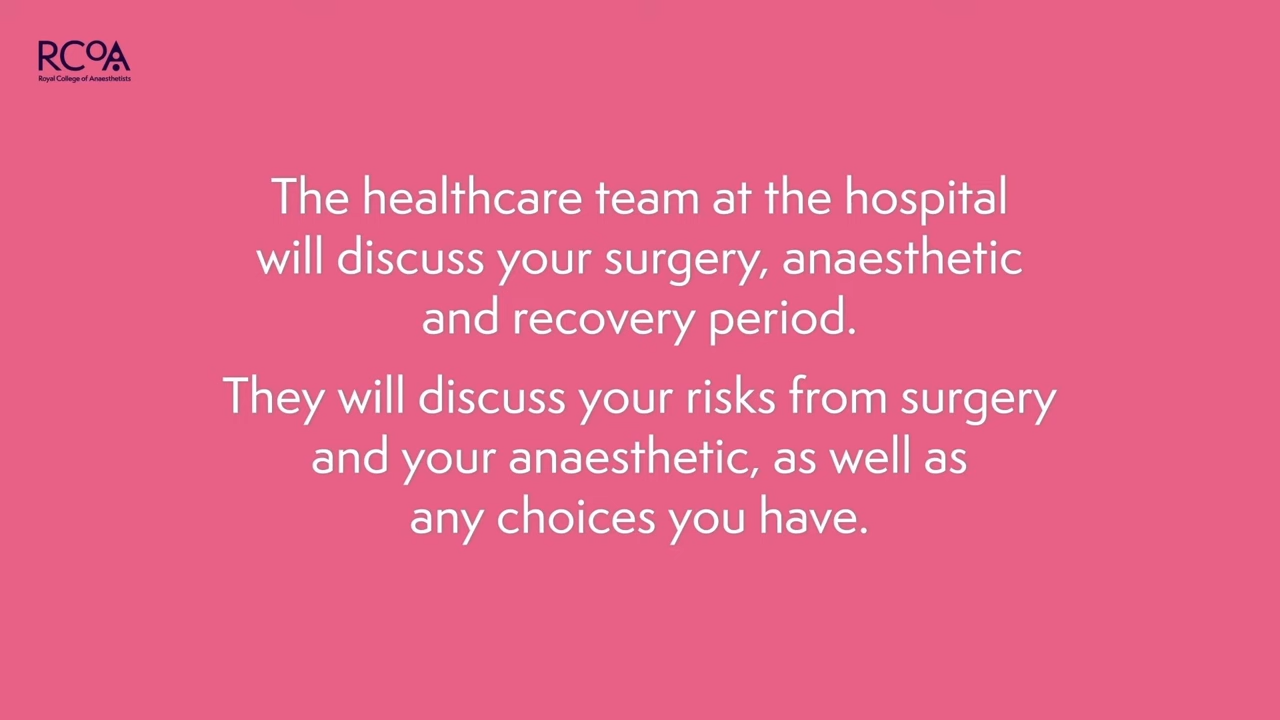 RCOA
Royal College of Anaesthetists
The healthcare team at the hospital
will discuss your surgery, anaesthetic
and recovery period.
They will discuss your risks from surgery
and your anaesthetic, as well as
any choices you have.